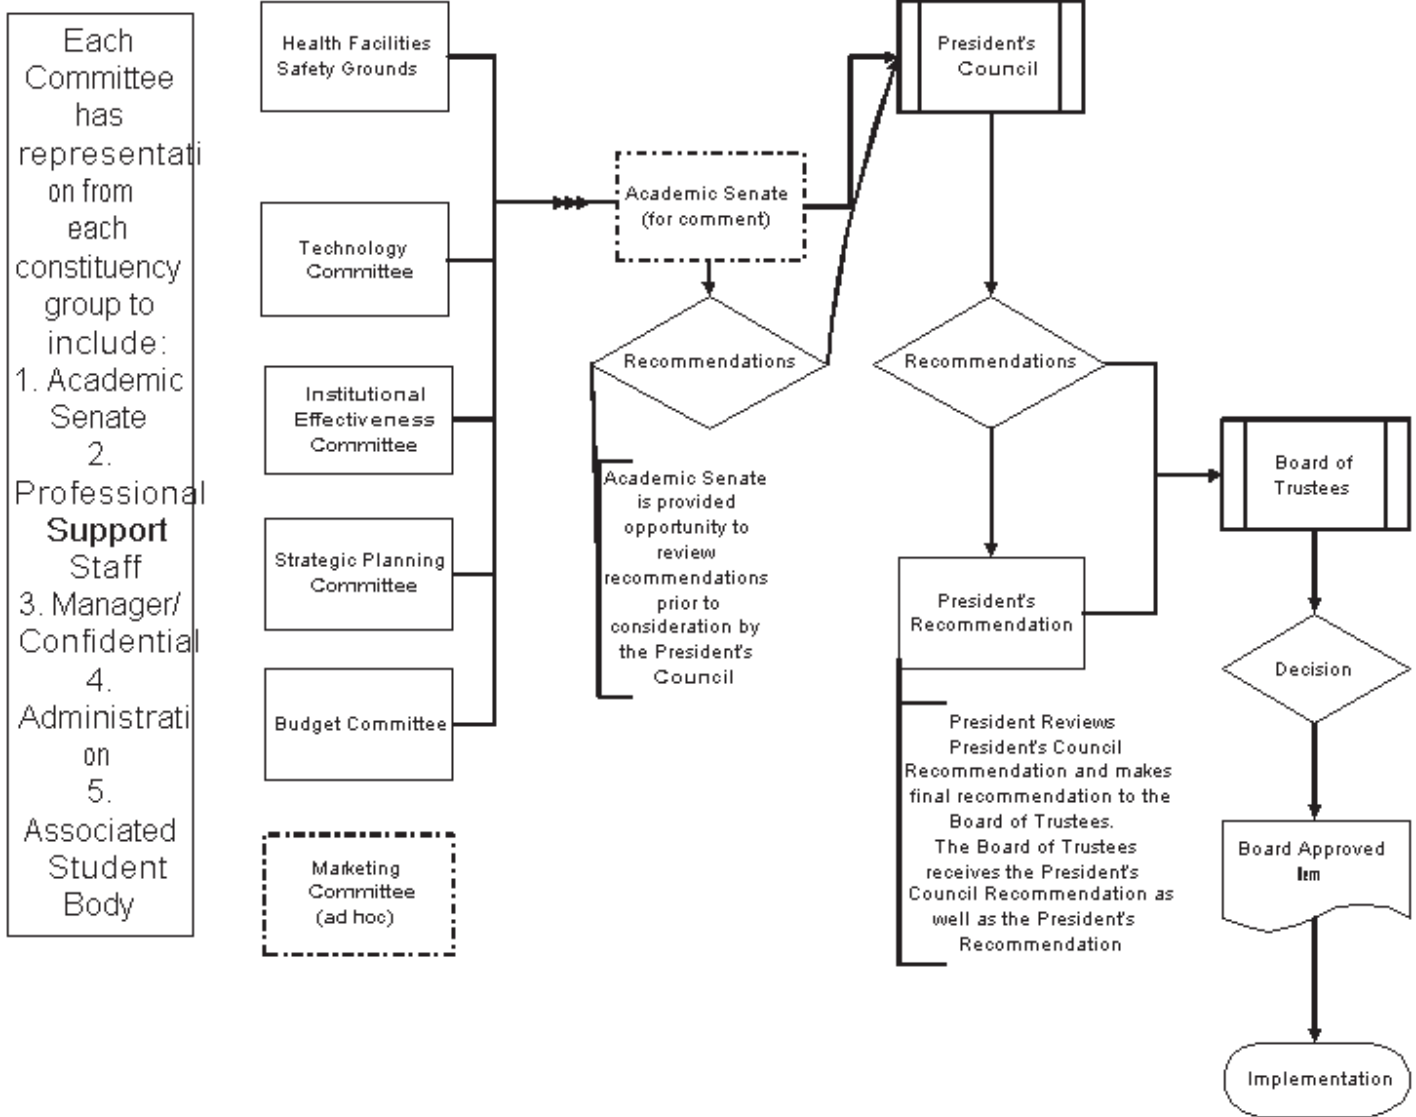 Each
Committee
has
representati
on from
each
constituency
group to
include:
1. Academic
Senate
2.
Professional
Support
Staff
3. Manager/
Confidential
4.
Administrati
on
5.
Associated
Student
Body
Health Facilities
Safety Grounds
Technology
Committee
Institutional
Effectiveness
Committee
Strategic Planning
Committee
Budget Committee
Marketing
Committee
(ad hoc)
Academic Senate
(for comment)
Recommendations
Academic Senate
is provided
opportunity to
review
recommendations
prior to
consideration by
the President's
Council
President's
Council
Recommendations
President's
Recommendation
President Reviews
President's Council
Recommendation and makes
final recommendation to the
Board of Trustees.
The Board of Trustees
receives the President's
Council Recommendation as
well as the President's
Recommendation
Board of
Trustees
Decision
Board Approved
Item
Implementation